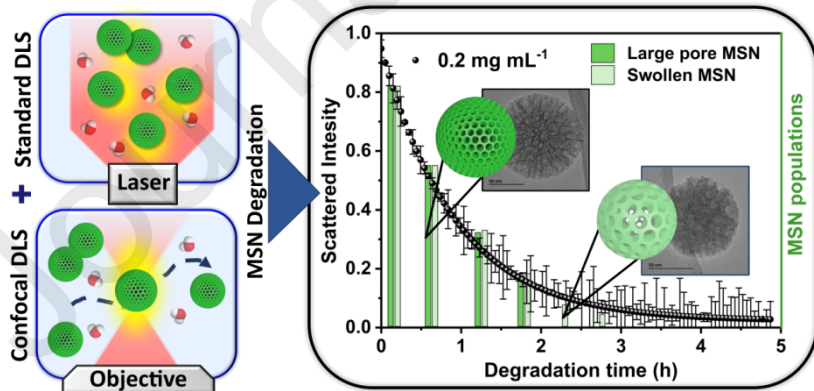 Standard DLS
+
Confocal DLS
Laser
Objective
MSN Degradation
0.2 mg mL⁻¹
Large pore MSN
Swollen MSN
Scattered Intesity
1.0
0.8
0.6
0.4
0.2
0.0
0 1 2 3 4 5
Degradation time (h)
MSN populations
Journ